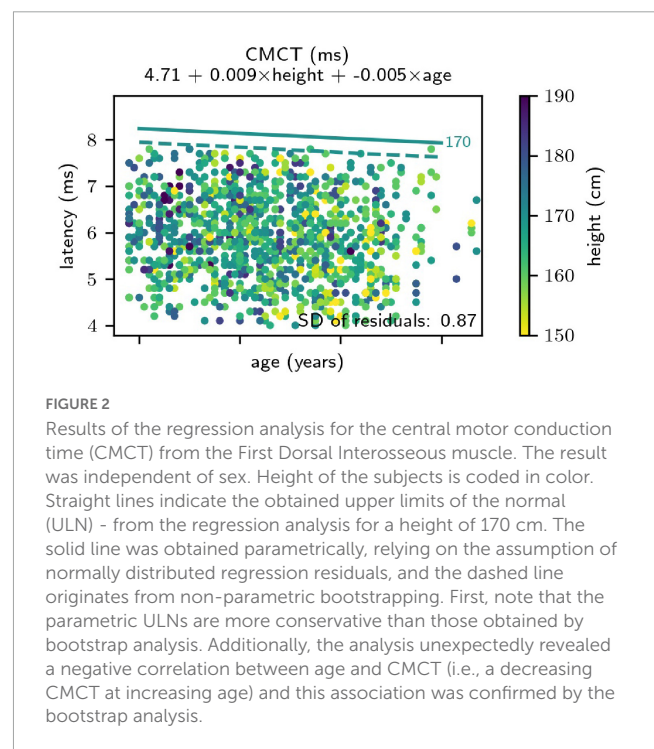 CMCT (ms)
4.71 + 0.009×height + -0.005×age
8
7
6
5
4
latency (ms)
170
SD of residuals: 0.87
age (years)
190
180
170
160
150
height (cm)
FIGURE 2
Results of the regression analysis for the central motor conduction
time (CMCT) from the First Dorsal Interosseous muscle. The result
was independent of sex. Height of the subjects is coded in color.
Straight lines indicate the obtained upper limits of the normal
(ULN) - from the regression analysis for a height of 170 cm. The
solid line was obtained parametrically, relying on the assumption of
normally distributed regression residuals, and the dashed line
originates from non-parametric bootstrapping. First, note that the
parametric ULNs are more conservative than those obtained by
bootstrap analysis. Additionally, the analysis unexpectedly revealed
a negative correlation between age and CMCT (i.e., a decreasing
CMCT at increasing age) and this association was confirmed by the
bootstrap analysis.